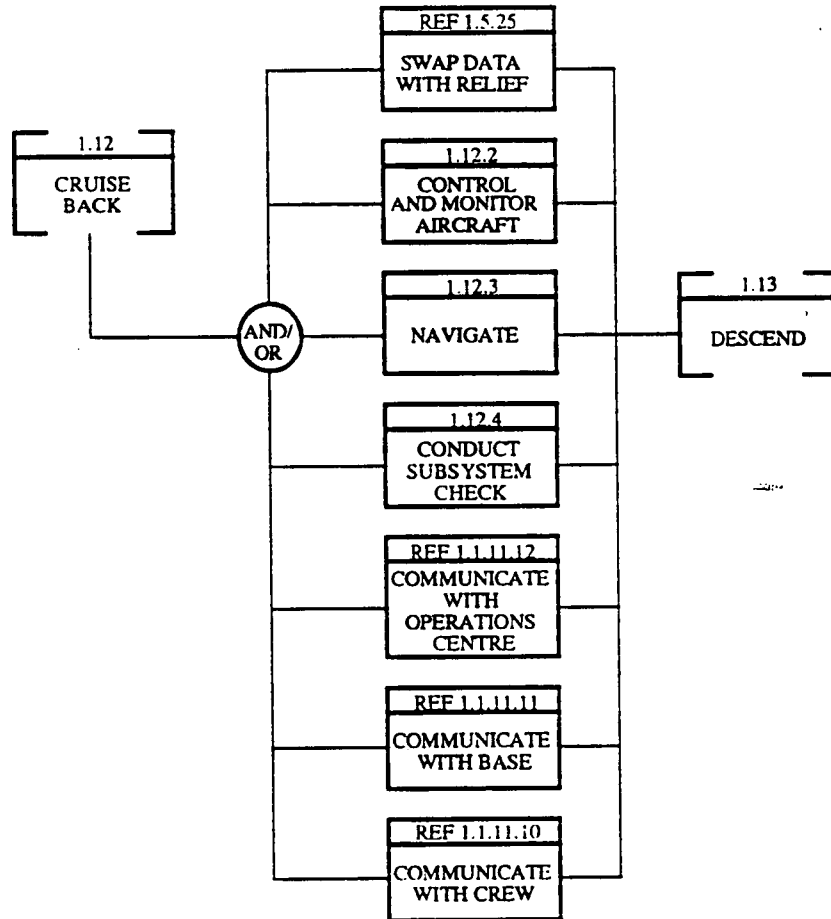 REF 1.5.25
SWAP DATA
WITH RELIEF
1.12
CRUISE
BACK
1.12.2
CONTROL
AND MONITOR
AIRCRAFT
AND/
OR
1.12.3
NAVIGATE
1.13
DESCEND
1.12.4
CONDUCT
SUBSYSTEM
CHECK
REF 1.1.11.12
COMMUNICATE
WITH
OPERATIONS
CENTRE
REF 1.1.11.11
COMMUNICATE
WITH BASE
REF 1.1.11.10
COMMUNICATE
WITH CREW